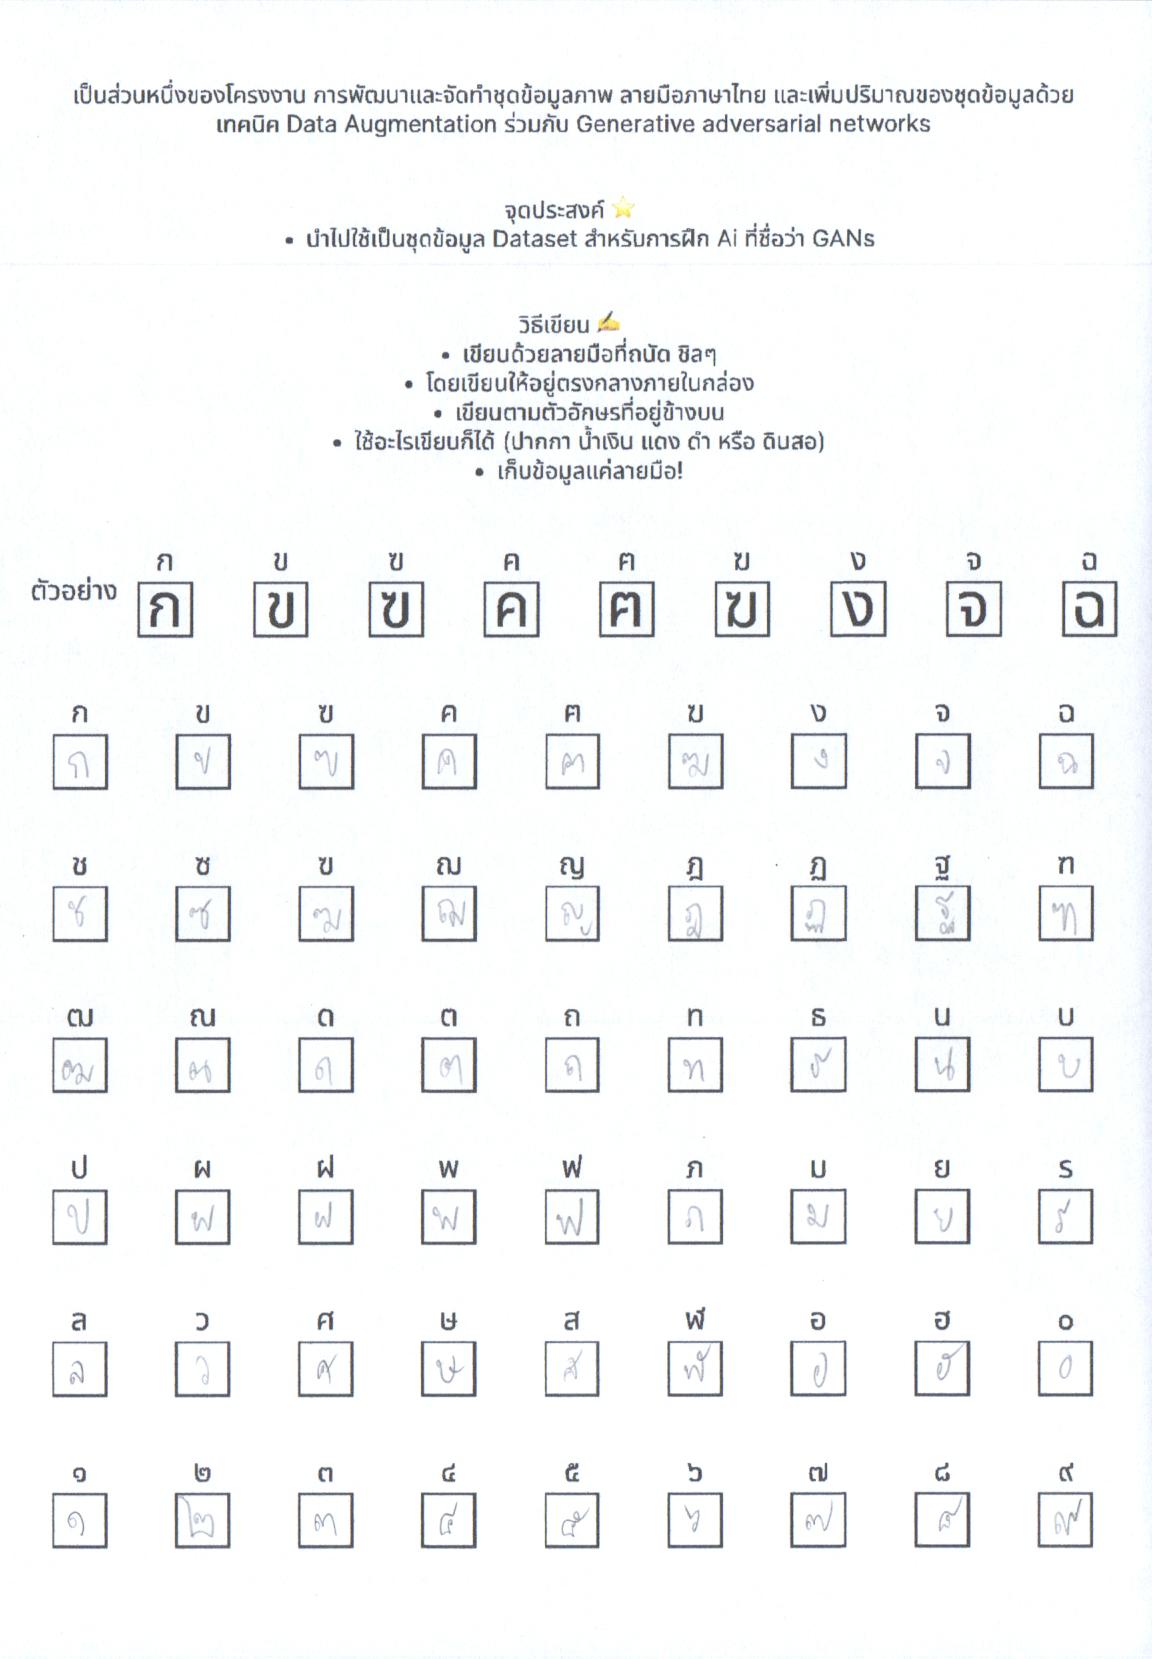 เป็นส่วนหนึ่งของโครงงาน การพัฒนาและจัดทำชุดข้อมูลภาพ ลายมือภาษาไทย และเพิ่มปริมาณของชุดข้อมูลด้วย
เทคนิค Data Augmentation ร่วมกับ Generative adversarial networks
จุดประสงค์ ⭐
• นำไปใช้เป็นชุดข้อมูล Dataset สำหรับการฝึก Ai ที่ชื่อว่า GANs
วิธีเขียน ✍
• เขียนด้วยลายมือที่ถนัด ชิลๆ
• โดยเขียนให้อยู่ตรงกลางภายในกล่อง
• เขียนตามตัวอักษรที่อยู่ข้างบน
• ใช้อะไรเขียนก็ได้ (ปากกา น้ำเงิน แดง ดำ หรือ ดินสอ)
• เก็บข้อมูลแค่ลายมือ!
ก ข ฃ ค ฅ ฆ ง จ ฉ
ตัวอย่าง ก ข ฃ ค ฅ ฆ ง จ ฉ
ก ข ฃ ค ฅ ฆ ง จ ฉ
ก ข ฃ ค ฅ ฆ ง จ ฉ
ช ซ ฃ ฌ ญ ฎ ฏ ฐ ฑ
ช ซ ฆ ฌ ญ ฎ ฏ ฐ ฑ
ฒ ณ ด ต ถ ท ธ น บ
ฒ ณ ด ต ถ ท ธ น บ
ป ผ ฝ พ ฟ ภ ม ย ร
ป ผ ฝ พ ฟ ภ ม ย ร
ล ว ศ ษ ส ฬ อ ฮ ๐
ล ว ศ ษ ส ฬ อ ฮ ๐
๑ ๒ ๓ ๔ ๕ ๖ ๗ ๘ ๙
๑ ๒ ๓ ๔ ๕ ๖ ๗ ๘ ๙